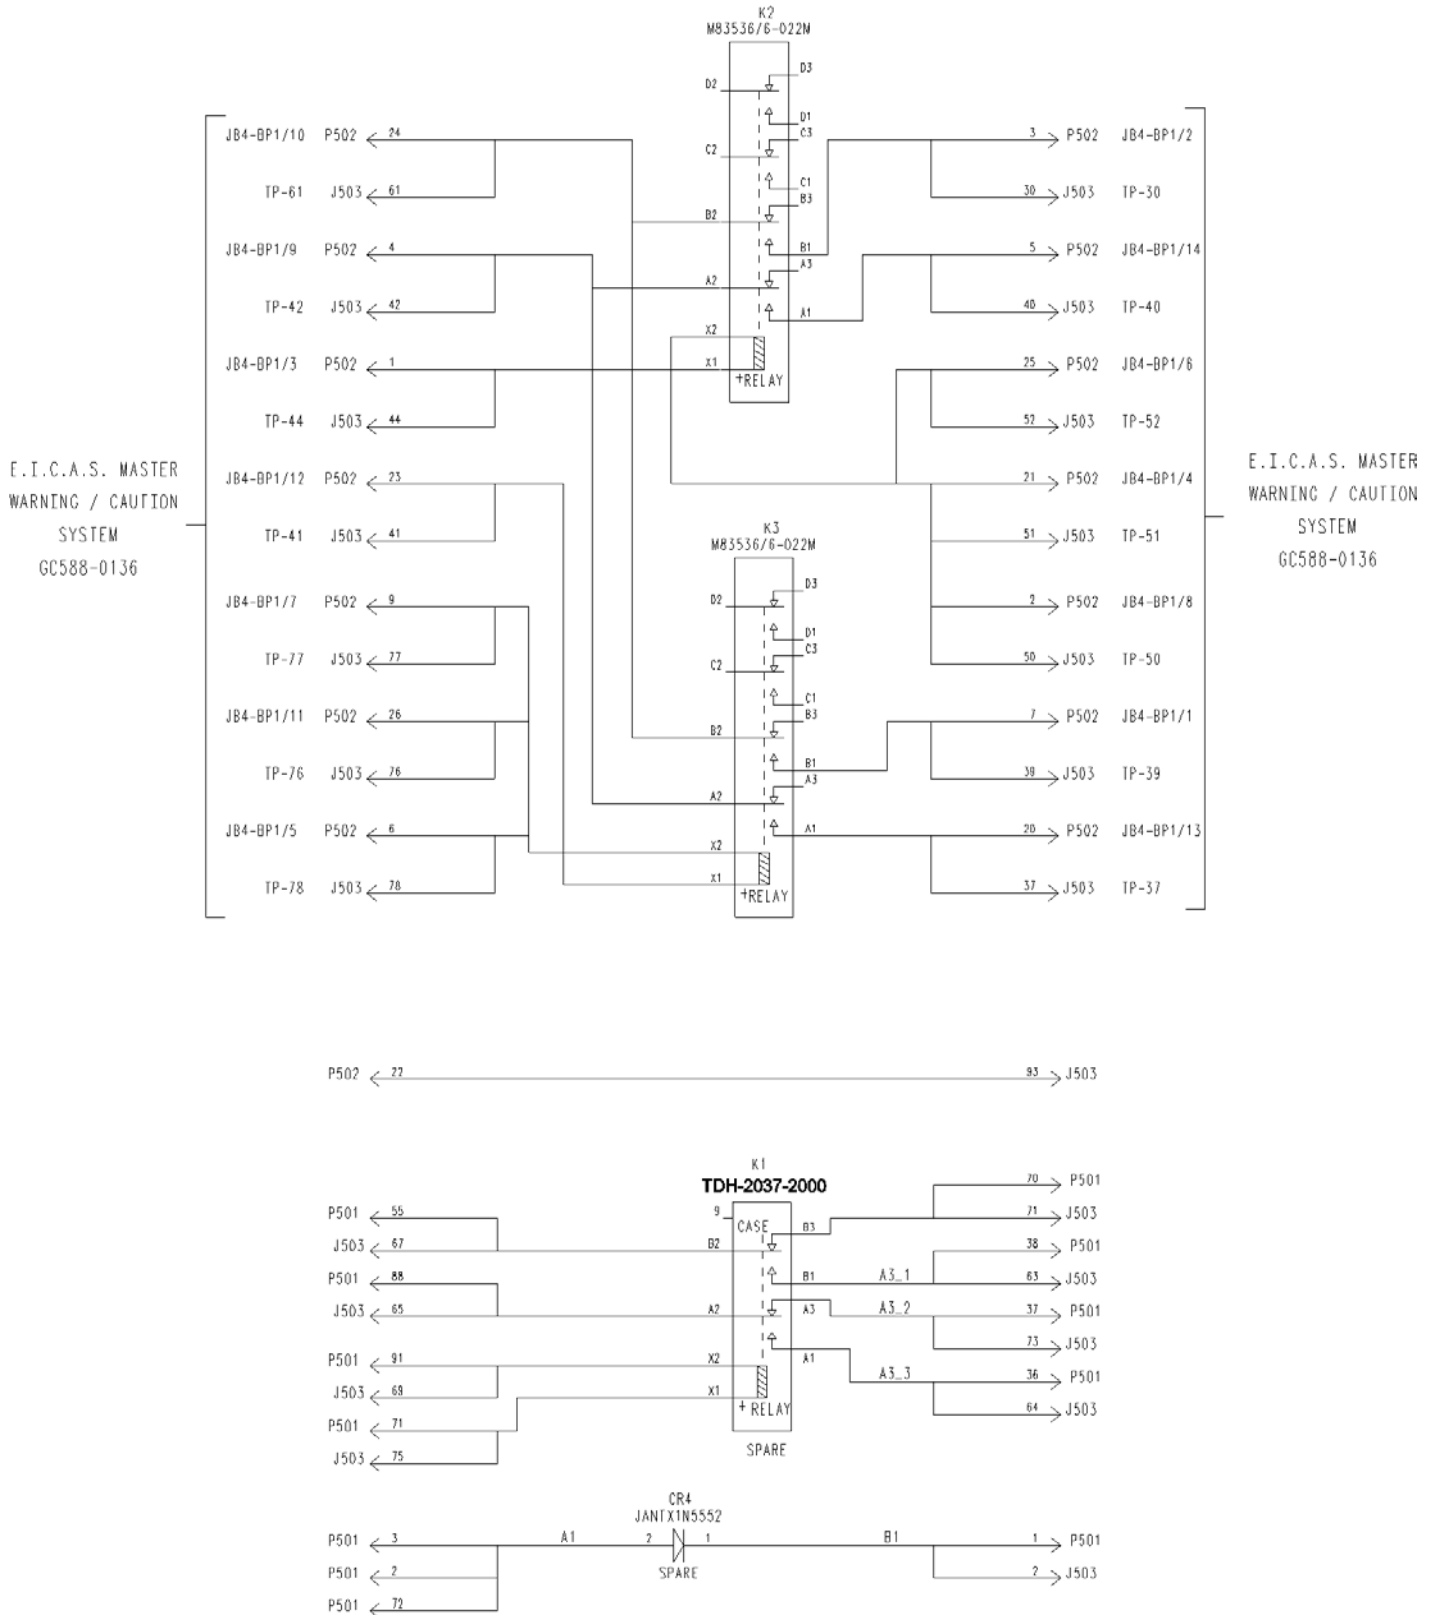 K2
M83536/6-022M
D3
D2
D1
C3
C2
C1
B3
B2
B1
A3
A2
A1
X2
X1
+RELAY
JB4-BP1/10 P502 24
TP-61 J503 61
JB4-BP1/9 P502 4
TP-42 J503 42
JB4-BP1/3 P502 1
TP-44 J503 44
JB4-BP1/12 P502 23
TP-41 J503 41
JB4-BP1/7 P502 9
TP-77 J503 77
JB4-BP1/11 P502 26
TP-76 J503 76
JB4-BP1/5 P502 6
TP-78 J503 78
E.I.C.A.S. MASTER
WARNING / CAUTION
SYSTEM
GC588-0136
3 P502 JB4-BP1/2
30 J503 TP-30
5 P502 JB4-BP1/14
40 J503 TP-40
25 P502 JB4-BP1/6
52 J503 TP-52
21 P502 JB4-BP1/4
51 J503 TP-51
2 P502 JB4-BP1/8
50 J503 TP-50
7 P502 JB4-BP1/1
39 J503 TP-39
20 P502 JB4-BP1/13
37 J503 TP-37
E.I.C.A.S. MASTER
WARNING / CAUTION
SYSTEM
GC588-0136
K3
M83536/6-022M
D3
D2
D1
C3
C2
C1
B3
B2
B1
A3
A2
A1
X2
X1
+RELAY
P502 22
93 J503
K1
TDH-2037-2000
9
CASE
B3
B2
B1
A3
A2
A1
X2
X1
+ RELAY
SPARE
P501 55
J503 67
P501 88
J503 65
P501 91
J503 69
P501 71
J503 75
70 P501
71 J503
38 P501
A3_1 63 J503
A3_2 37 P501
73 J503
A3_3 36 P501
64 J503
CR4
JANTX1N5552
P501 3 A1 2 1 B1 1 P501
SPARE
P501 2
2 J503
P501 72